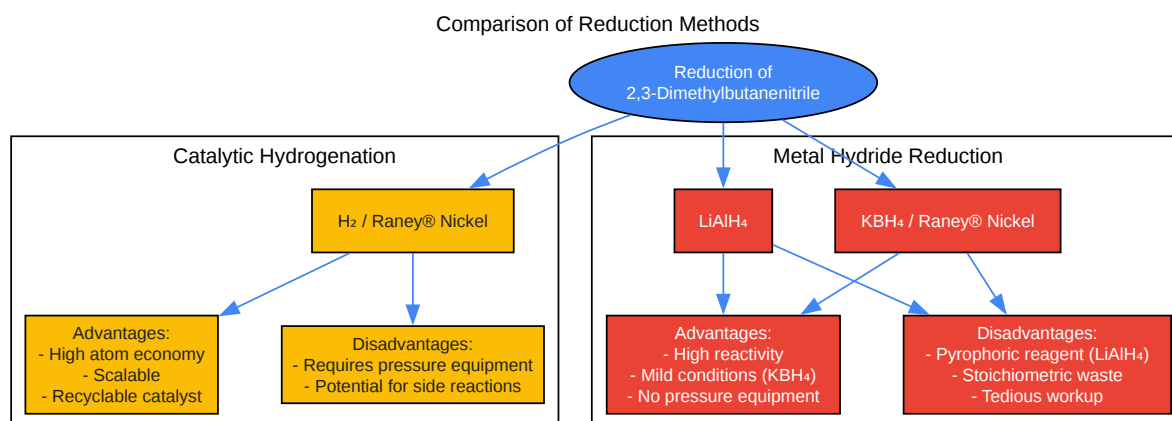 Comparison of Reduction Methods
Reduction of
2,3-Dimethylbutanenitrile
Catalytic Hydrogenation
H₂ / Raney® Nickel
Advantages:
- High atom economy
- Scalable
- Recyclable catalyst
Disadvantages:
- Requires pressure equipment
- Potential for side reactions
Metal Hydride Reduction
LiAlH₄
KBH₄ / Raney® Nickel
Advantages:
- High reactivity
- Mild conditions (KBH₄)
- No pressure equipment
Disadvantages:
- Pyrophoric reagent (LiAlH₄)
- Stoichiometric waste
- Tedious workup